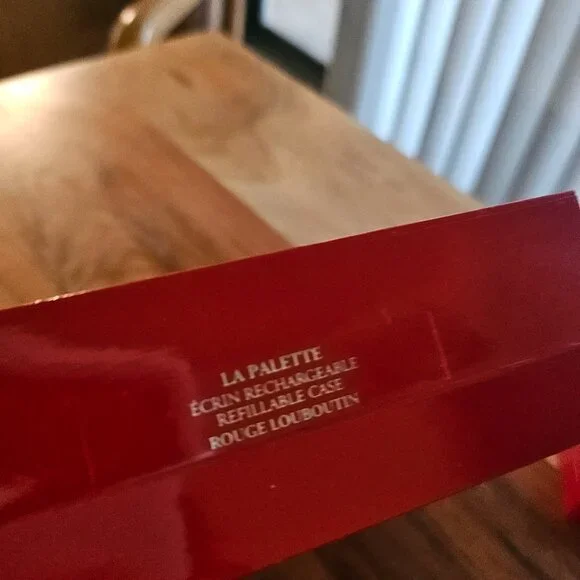 LA PALETTE
ÉCRIN RECHARGEABLE
REFILLABLE CASE
ROUGE LOUBOUTIN